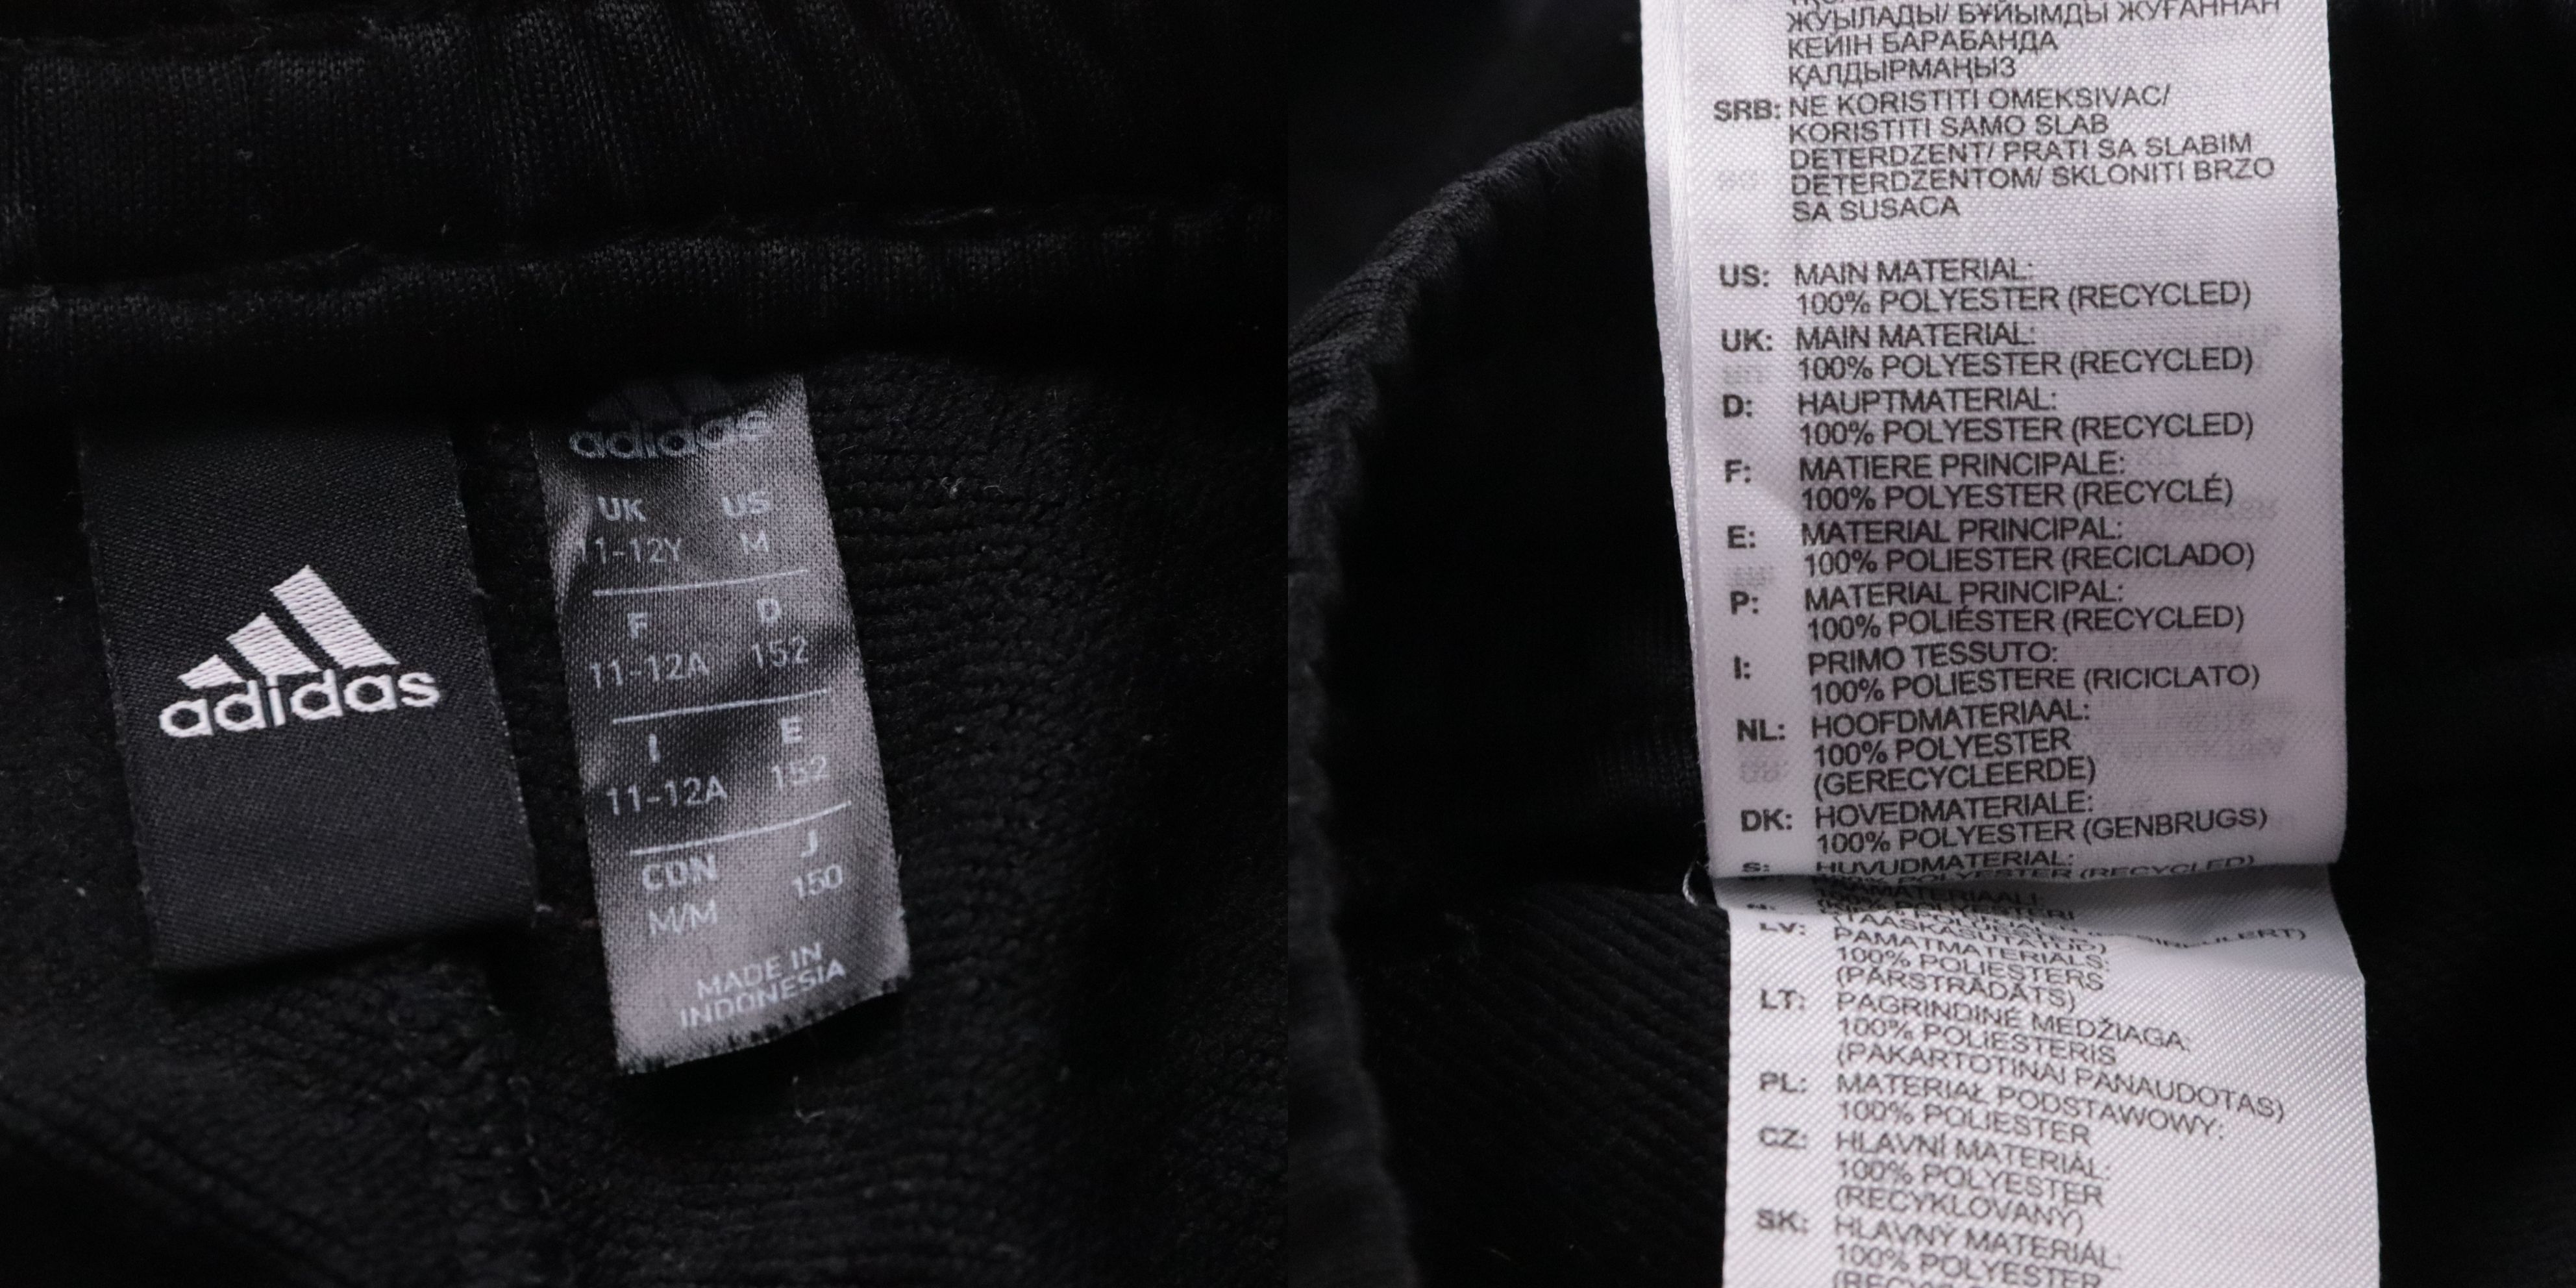 adidas
adidas
UK US
1-12Y M
F D
11-12A 152
I E
11-12A 152
CDN J
M/M 150
MADE IN
INDONESIA
ЖУЫЛАДЫ/ БҰЙЫМДЫ ЖУҒАННАН
КЕЙІН БАРАБАНДА
ҚАЛДЫРМАҢЫЗ
SRB: NE KORISTITI OMEKSIVAC/
KORISTITI SAMO SLAB
DETERDZENT/ PRATI SA SLABIM
DETERDZENTOM/ SKLONITI BRZO
SA SUSACA
US: MAIN MATERIAL:
100% POLYESTER (RECYCLED)
UK: MAIN MATERIAL:
100% POLYESTER (RECYCLED)
D: HAUPTMATERIAL:
100% POLYESTER (RECYCLED)
F: MATIERE PRINCIPALE:
100% POLYESTER (RECYCLÉ)
E: MATERIAL PRINCIPAL:
100% POLIESTER (RECICLADO)
P: MATERIAL PRINCIPAL:
100% POLIÉSTER (RECYCLED)
I: PRIMO TESSUTO:
100% POLIESTERE (RICICLATO)
NL: HOOFDMATERIAAL:
100% POLYESTER
(GERECYCLEERDE)
DK: HOVEDMATERIALE:
100% POLYESTER (GENBRUGS)
S: HUVUDMATERIAL:
(TAASKASUTATUD)
LV: PAMATMATERIALS:
100% POLIESTERS
(PĀRSTRĀDĀTS)
LT: PAGRINDINĖ MEDŽIAGA:
100% POLIESTERIS
(PAKARTOTINAI PANAUDOTAS)
PL: MATERIAŁ PODSTAWOWY:
100% POLIESTER
CZ: HLAVNÍ MATERIÁL:
100% POLYESTER
(RECYKLOVANÝ)
SK: HLAVNÝ MATERIÁL:
100% POLYESTER